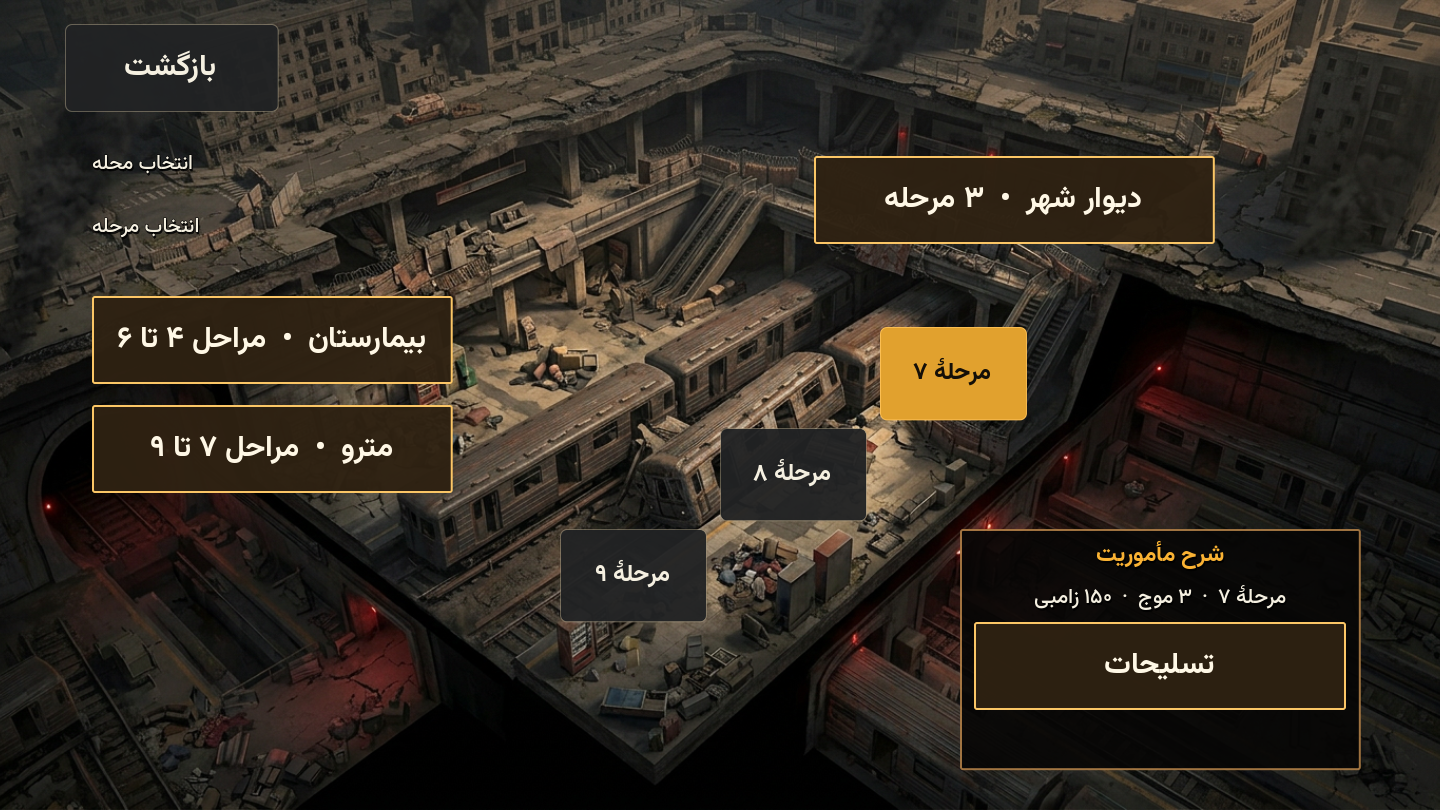 بازگشت
انتخاب محله
انتخاب مرحله
دیوار شهر • ۳ مرحله
بیمارستان • مراحل ۴ تا ۶
مترو • مراحل ۷ تا ۹
مرحلهٔ ۷
مرحلهٔ ۸
مرحلهٔ ۹
شرح مأموریت
مرحلهٔ ۷ · ۳ موج · ۱۵۰ زامبی
تسلیحات